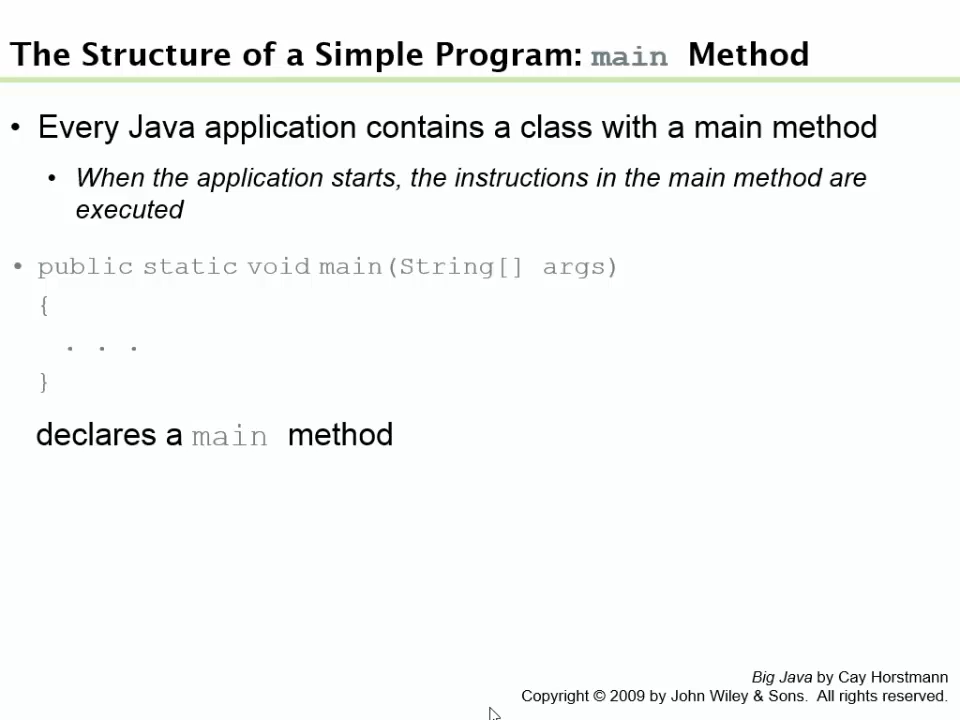 The Structure of a Simple Program: main Method
• Every Java application contains a class with a main method
• When the application starts, the instructions in the main method are
executed
• public static void main(String[] args)
{
. . .
}
declares a main method
Big Java by Cay Horstmann
Copyright © 2009 by John Wiley & Sons. All rights reserved.